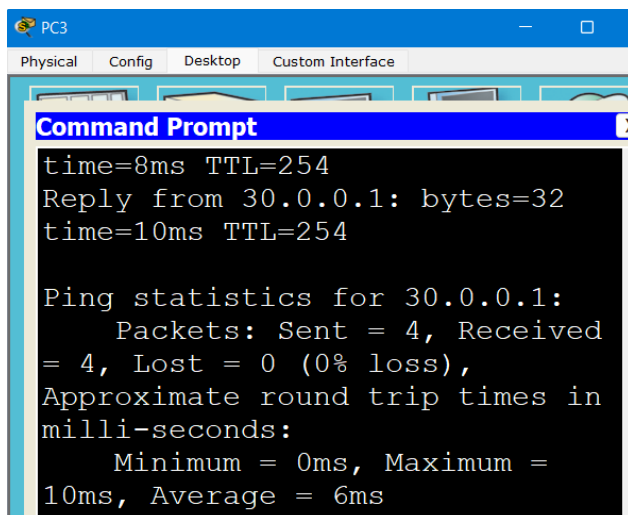 PC3
Physical Config Desktop Custom Interface
Command Prompt
time=8ms TTL=254
Reply from 30.0.0.1: bytes=32
time=10ms TTL=254
Ping statistics for 30.0.0.1:
Packets: Sent = 4, Received
= 4, Lost = 0 (0% loss),
Approximate round trip times in
milli-seconds:
Minimum = 0ms, Maximum =
10ms, Average = 6ms